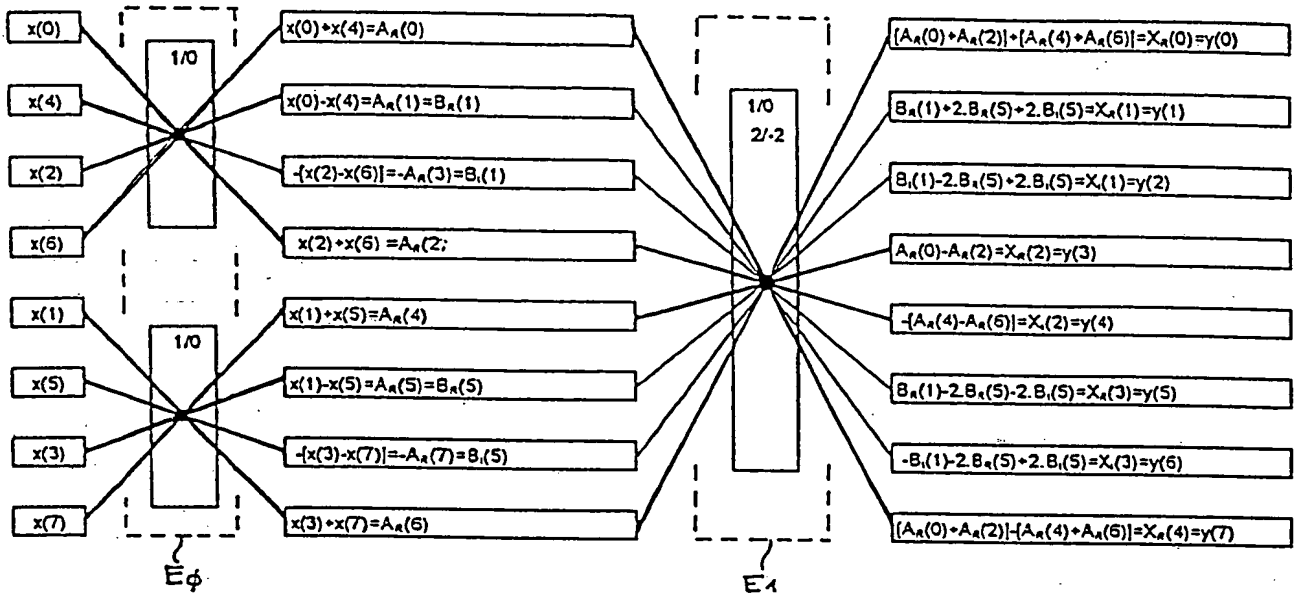 x(0)
x(4)
x(2)
x(6)
x(1)
x(5)
x(3)
x(7)
1/0
1/0
Eϕ
x(0)+x(4)=A_R(0)
x(0)-x(4)=A_R(1)=B_R(1)
-[x(2)-x(6)]=-A_R(3)=B_I(1)
x(2)+x(6) =A_R(2;
x(1)+x(5)=A_R(4)
x(1)-x(5)=A_R(5)=B_R(5)
-[x(3)-x(7)]=-A_R(7)=B_I(5)
x(3)+x(7)=A_R(6)
1/0
2/-2
E1
[A_R(0)+A_R(2)]+[A_R(4)+A_R(6)]=X_R(0)=y(0)
B_R(1)+2.B_R(5)+2.B_I(5)=X_R(1)=y(1)
B_I(1)-2.B_R(5)+2.B_I(5)=X_I(1)=y(2)
A_R(0)-A_R(2)=X_R(2)=y(3)
-[A_R(4)-A_R(6)]=X_I(2)=y(4)
B_R(1)-2.B_R(5)-2.B_I(5)=X_R(3)=y(5)
-B_I(1)-2.B_R(5)+2.B_I(5)=X_I(3)=y(6)
[A_R(0)+A_R(2)]-[A_R(4)+A_R(6)]=X_R(4)=y(7)